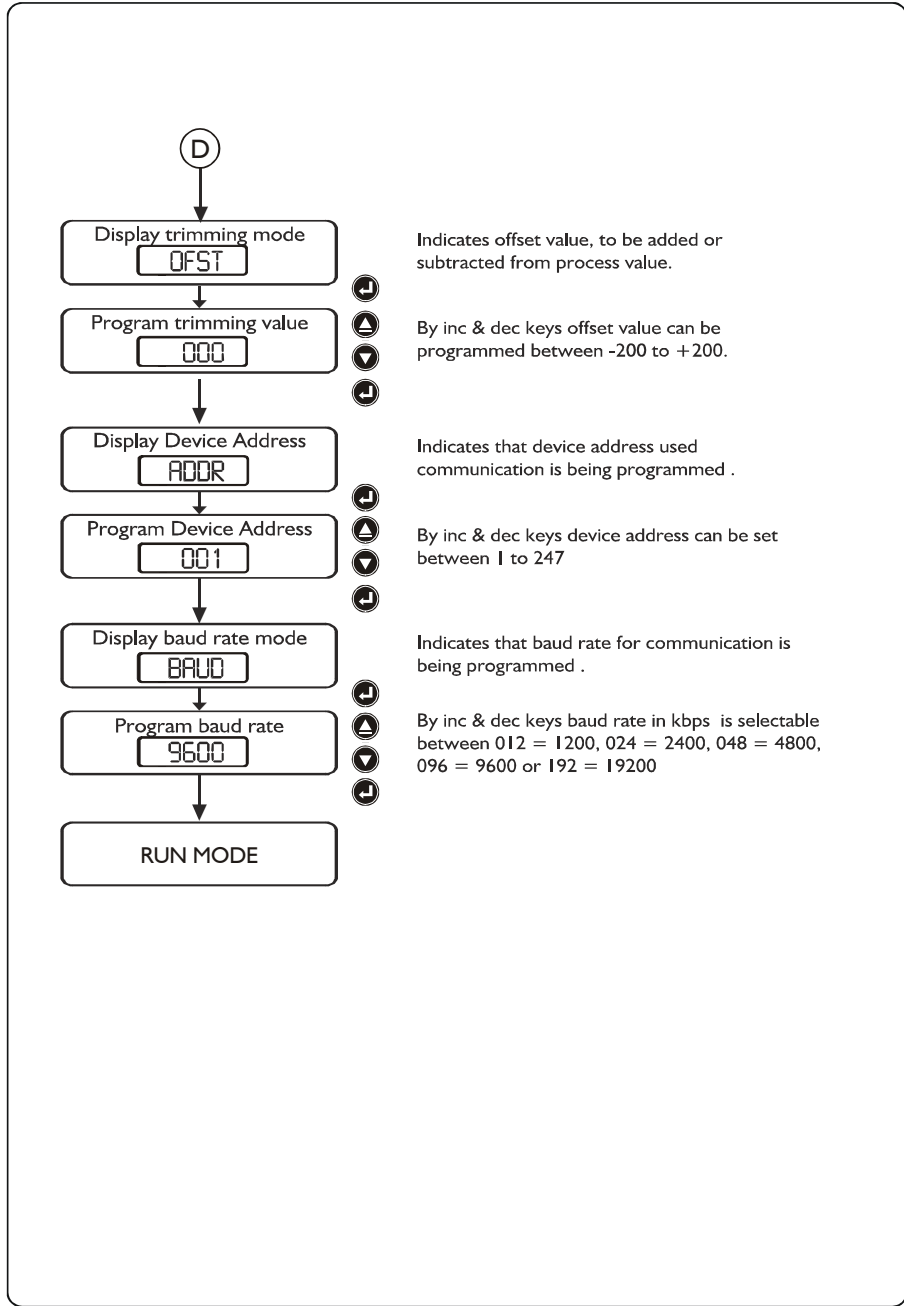 D
Display trimming mode
OFST
Indicates offset value, to be added or
subtracted from process value.
Program trimming value
000
By inc & dec keys offset value can be
programmed between -200 to +200.
Display Device Address
ADDR
Indicates that device address used
communication is being programmed .
Program Device Address
001
By inc & dec keys device address can be set
between 1 to 247
Display baud rate mode
BAUD
Indicates that baud rate for communication is
being programmed .
Program baud rate
9600
By inc & dec keys baud rate in kbps is selectable
between 012 = 1200, 024 = 2400, 048 = 4800,
096 = 9600 or 192 = 19200
RUN MODE